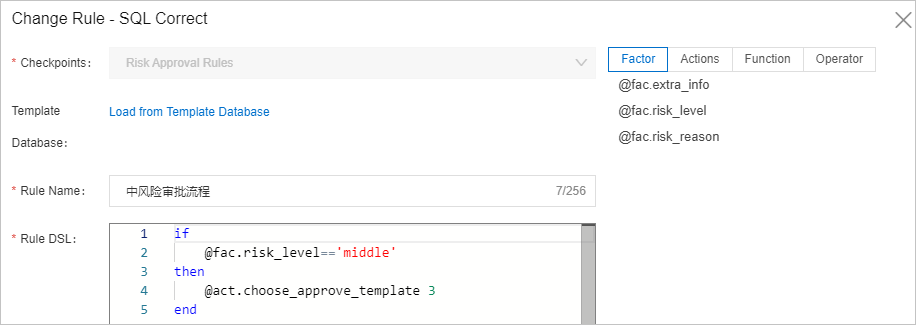 Change Rule - SQL Correct
* Checkpoints: Risk Approval Rules
Factor Actions Function Operator
@fac.extra_info
@fac.risk_level
@fac.risk_reason
Template Database: Load from Template Database
* Rule Name: 中风险审批流程 7/256
* Rule DSL:
1 if
2 @fac.risk_level=='middle'
3 then
4 @act.choose_approve_template 3
5 end